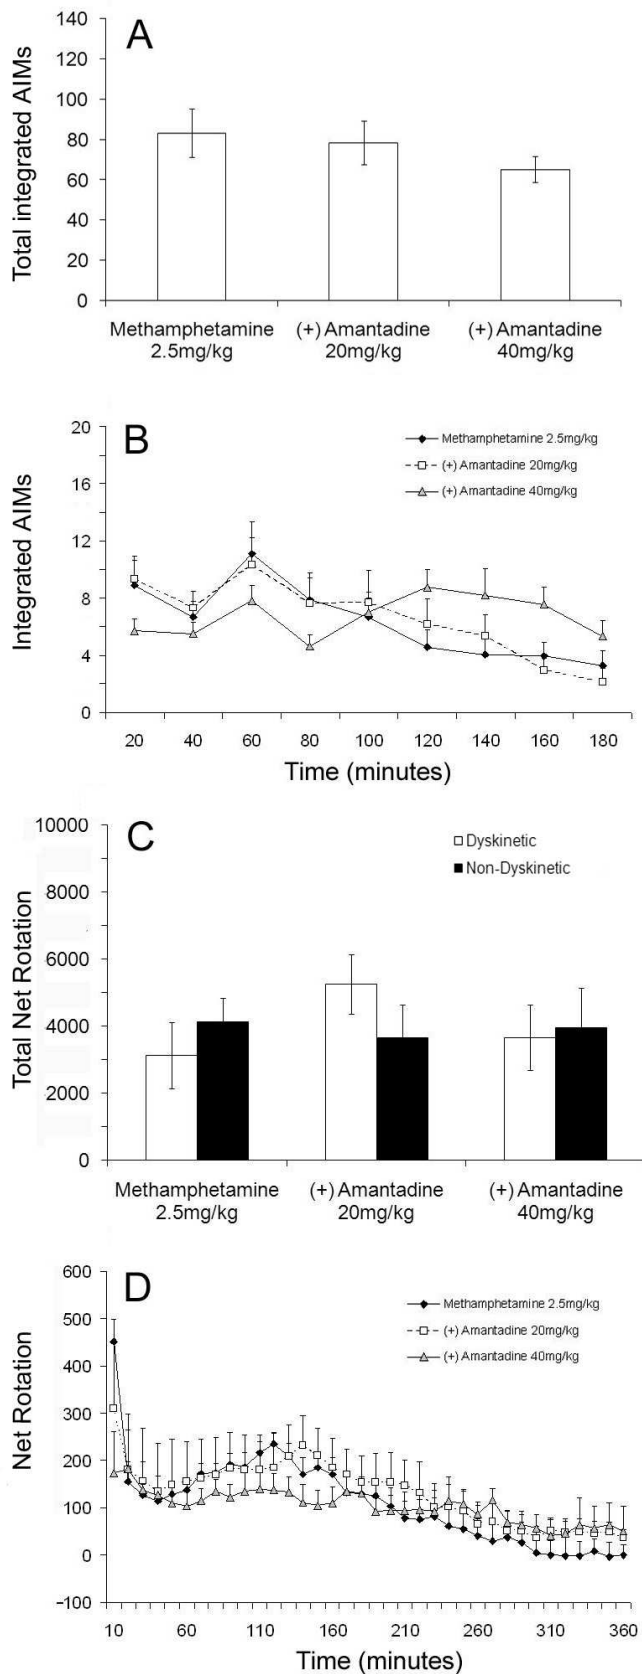 A
Total integrated AIMs
140
120
100
80
60
40
20
0
Methamphetamine
2.5mg/kg
(+) Amantadine
20mg/kg
(+) Amantadine
40mg/kg
B
Integrated AIMs
20
16
12
8
4
0
Methamphetamine 2.5mg/kg
(+) Amantadine 20mg/kg
(+) Amantadine 40mg/kg
20 40 60 80 100 120 140 160 180
Time (minutes)
C
Total Net Rotation
10000
8000
6000
4000
2000
0
Dyskinetic
Non-Dyskinetic
Methamphetamine
2.5mg/kg
(+) Amantadine
20mg/kg
(+) Amantadine
40mg/kg
D
Net Rotation
600
500
400
300
200
100
0
-100
Methamphetamine 2.5mg/kg
(+) Amantadine 20mg/kg
(+) Amantadine 40mg/kg
10 60 110 160 210 260 310 360
Time (minutes)